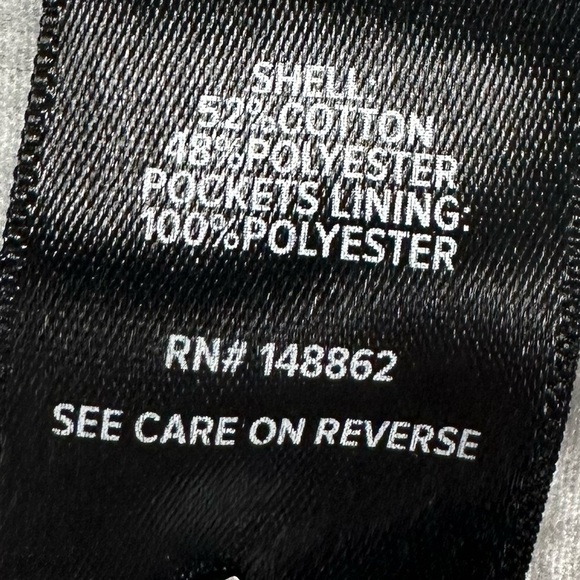 SHELL:
52%COTTON
48%POLYESTER
POCKETS LINING:
100%POLYESTER
RN# 148862
SEE CARE ON REVERSE